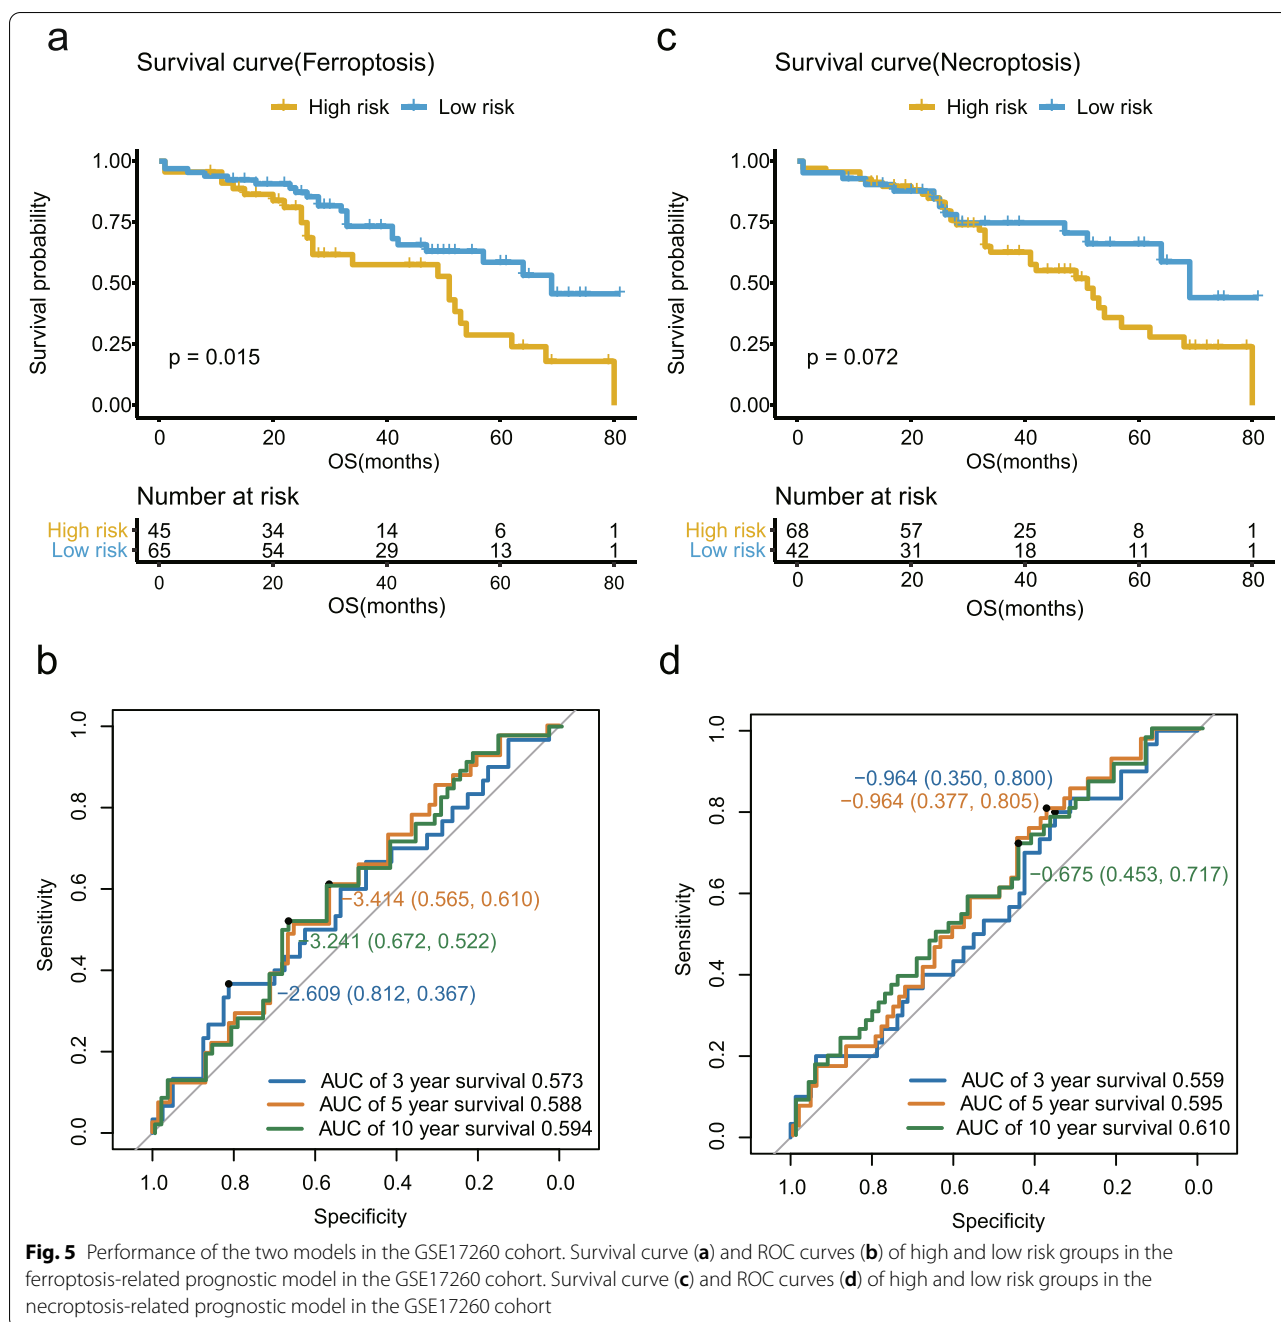 a
Survival curve(Ferroptosis)
High risk Low risk
Survival probability
1.00
0.75
0.50
0.25
0.00
p = 0.015
0 20 40 60 80
OS(months)
Number at risk
High risk 45 34 14 6 1
Low risk 65 54 29 13 1
0 20 40 60 80
OS(months)
c
Survival curve(Necroptosis)
High risk Low risk
Survival probability
1.00
0.75
0.50
0.25
0.00
p = 0.072
0 20 40 60 80
OS(months)
Number at risk
High risk 68 57 25 8 1
Low risk 42 31 18 11 1
0 20 40 60 80
OS(months)
b
Sensitivity
1.0
0.8
0.6
0.4
0.2
0.0
−3.414 (0.565, 0.610)
−3.241 (0.672, 0.522)
−2.609 (0.812, 0.367)
AUC of 3 year survival 0.573
AUC of 5 year survival 0.588
AUC of 10 year survival 0.594
1.0 0.8 0.6 0.4 0.2 0.0
Specificity
d
Sensitivity
1.0
0.8
0.6
0.4
0.2
0.0
−0.964 (0.350, 0.800)
−0.964 (0.377, 0.805)
−0.675 (0.453, 0.717)
AUC of 3 year survival 0.559
AUC of 5 year survival 0.595
AUC of 10 year survival 0.610
1.0 0.8 0.6 0.4 0.2 0.0
Specificity
Fig. 5 Performance of the two models in the GSE17260 cohort. Survival curve (a) and ROC curves (b) of high and low risk groups in the
ferroptosis-related prognostic model in the GSE17260 cohort. Survival curve (c) and ROC curves (d) of high and low risk groups in the
necroptosis-related prognostic model in the GSE17260 cohort